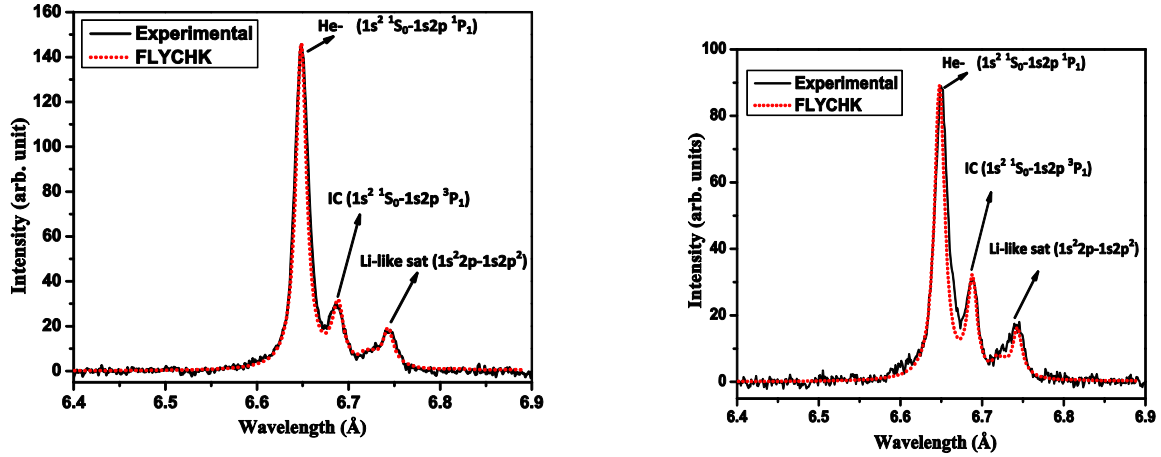 Experimental
FLYCHK
He- (1s² ¹S₀-1s2p ¹P₁)
IC (1s² ¹S₀-1s2p ³P₁)
Li-like sat (1s²2p-1s2p²)
160
140
120
100
80
60
40
20
0
Intensity (arb. unit)
6.4 6.5 6.6 6.7 6.8 6.9
Wavelength (Å)
Experimental
FLYCHK
He- (1s² ¹S₀-1s2p ¹P₁)
IC (1s² ¹S₀-1s2p ³P₁)
Li-like sat (1s²2p-1s2p²)
100
80
60
40
20
0
Intensity (arb. units)
6.4 6.5 6.6 6.7 6.8 6.9
Wavelength (Å)